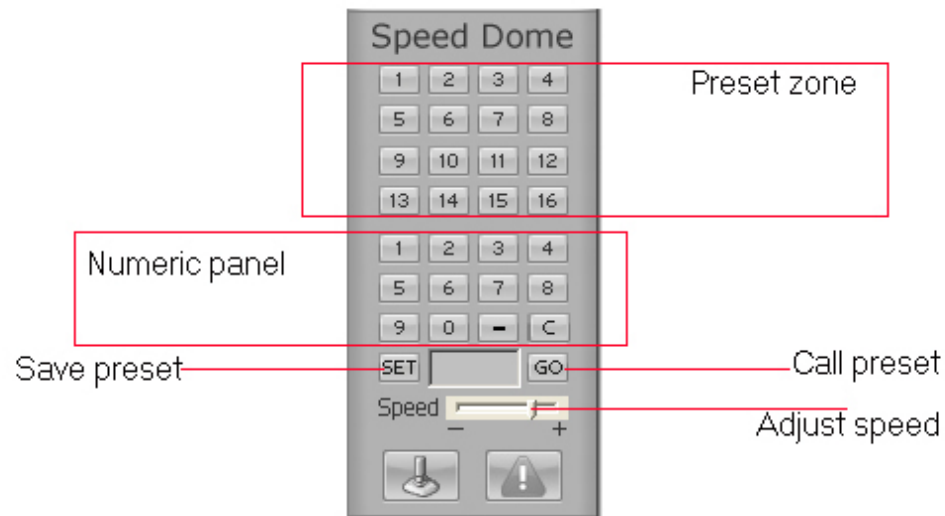 Speed Dome
1 2 3 4
Preset zone
5 6 7 8
9 10 11 12
13 14 15 16
1 2 3 4
Numeric panel
5 6 7 8
9 0 - C
Save preset
SET
GO
Call preset
Speed
- +
Adjust speed